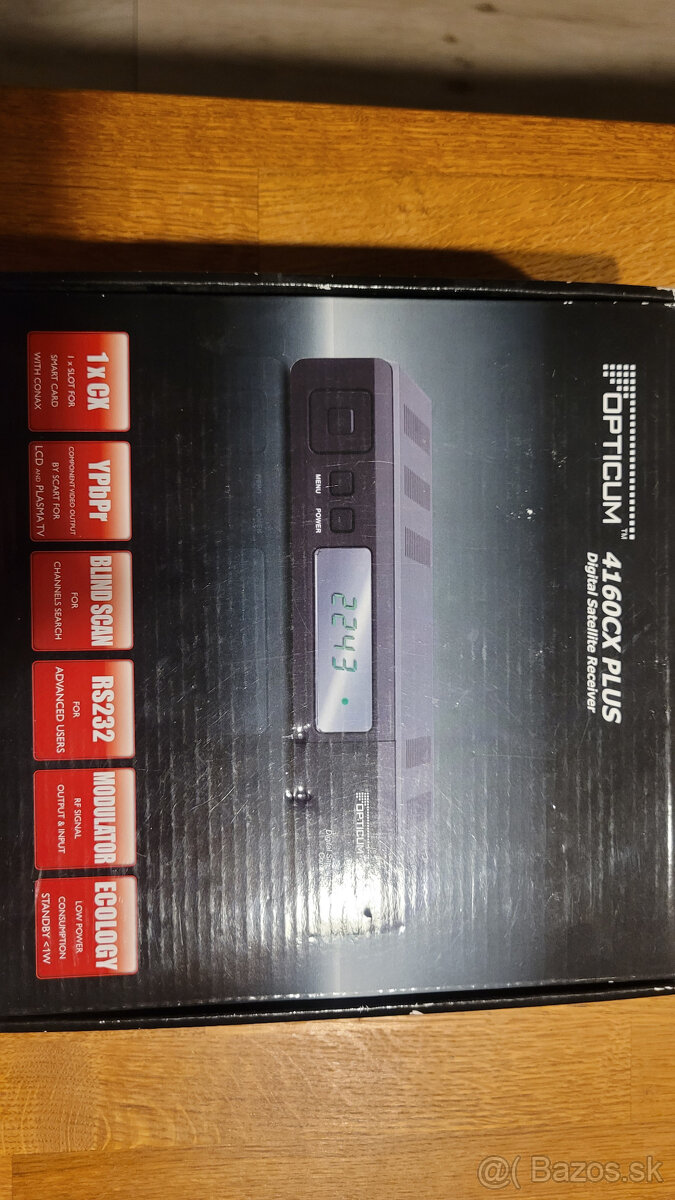 OPTICUM™
4160CX PLUS
Digital Satellite Receiver
MENU
POWER
2243
OPTICUM
1 x CX
1 x SLOT FOR
SMART CARD
WITH CONAX
YPbPr
COMPONENT VIDEO OUTPUT
BY SCART FOR
LCD AND PLASMA TV
BLIND SCAN
FOR
CHANNELS SEARCH
RS232
FOR
ADVANCED USERS
MODULATOR
RF SIGNAL
OUTPUT & INPUT
ECOLOGY
LOW POWER
CONSUMPTION
STANDBY <1W
@( Bazos.sk